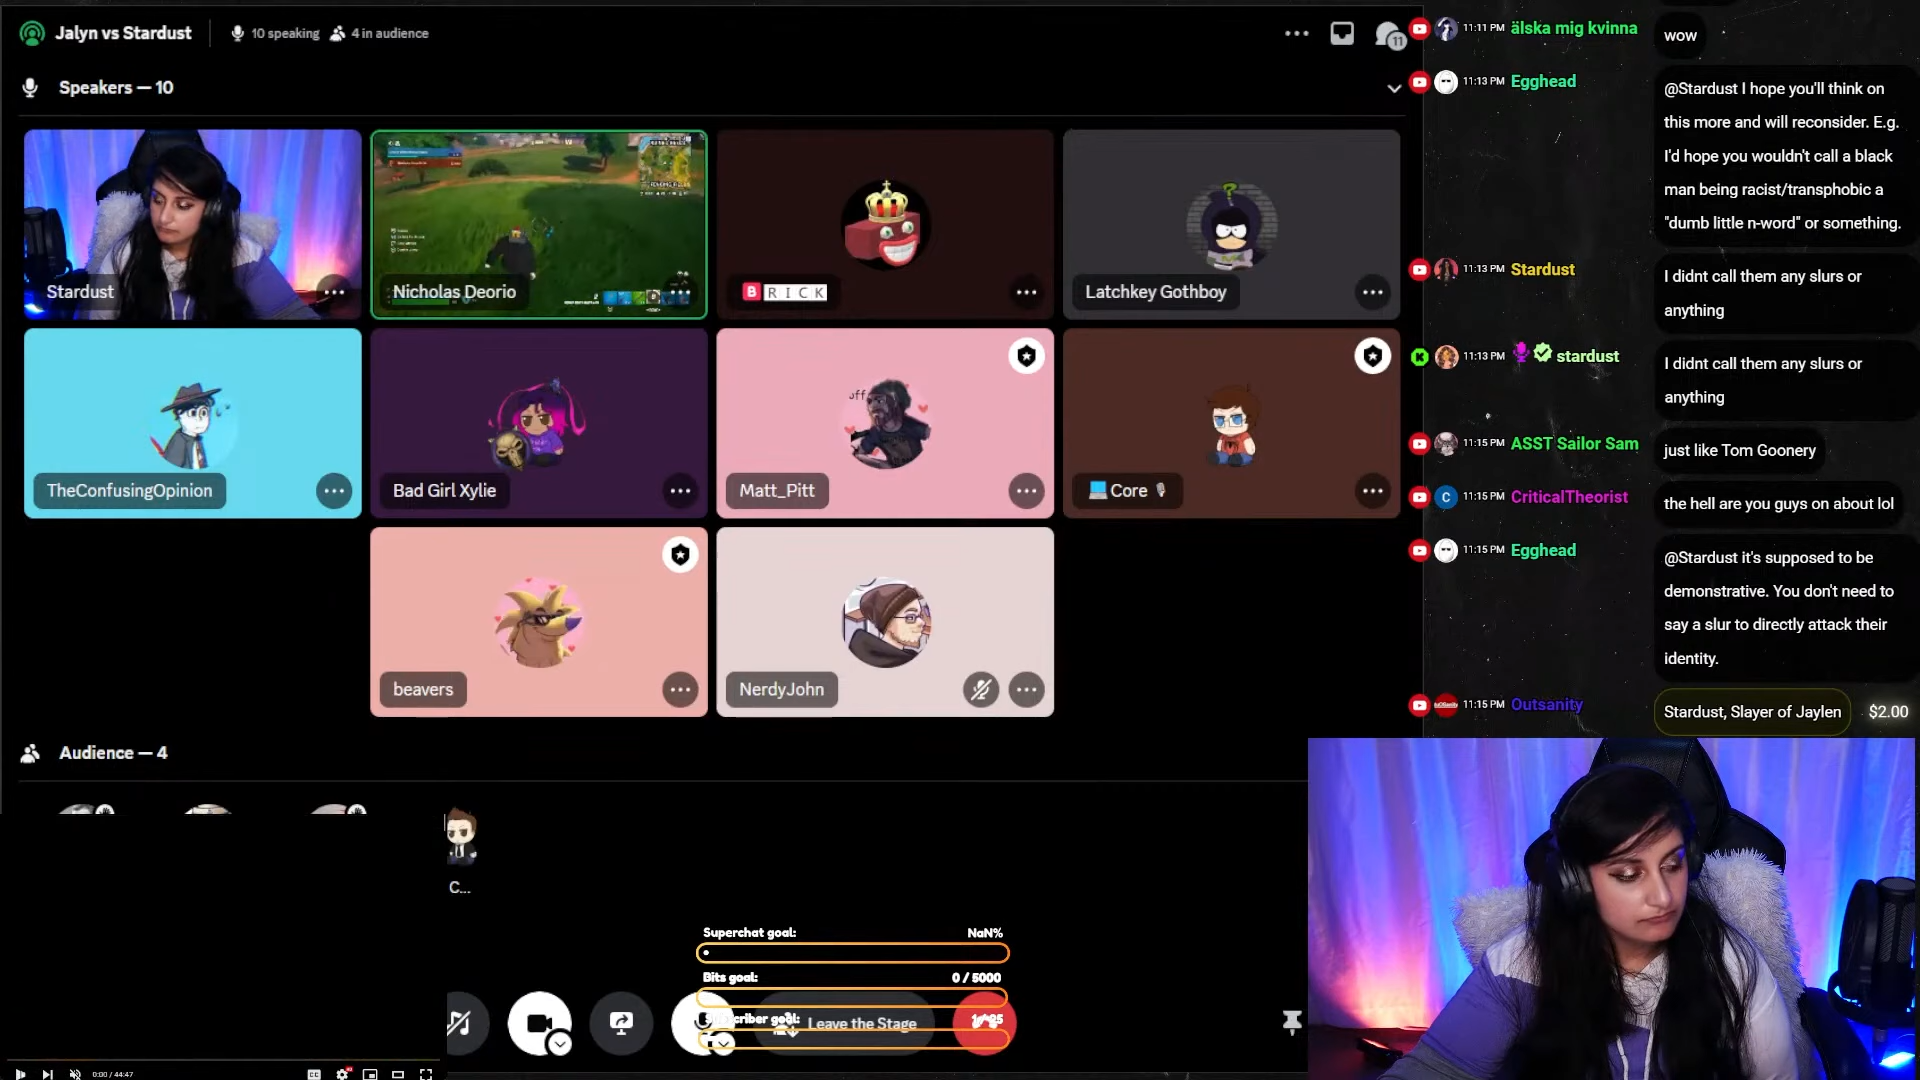 Jalyn vs Stardust
10 speaking
4 in audience
11
Speakers — 10
Stardust
Nicholas Deorio
B R I C K
Latchkey Gothboy
TheConfusingOpinion
Bad Girl Xylie
uff
Matt_Pitt
Core
beavers
NerdyJohn
Audience — 4
C...
Superchat goal: NaN%
Bits goal: 0 / 5000
Leave the Stage
0:00 / 44:47
11:11 PM älska mig kvinna
wow
11:13 PM Egghead
@Stardust I hope you'll think on
this more and will reconsider. E.g.
I'd hope you wouldn't call a black
man being racist/transphobic a
"dumb little n-word" or something.
11:13 PM Stardust
I didnt call them any slurs or
anything
K 11:13 PM stardust
I didnt call them any slurs or
anything
11:15 PM ASST Sailor Sam
just like Tom Goonery
C 11:15 PM CriticalTheorist
the hell are you guys on about lol
11:15 PM Egghead
@Stardust it's supposed to be
demonstrative. You don't need to
say a slur to directly attack their
identity.
11:15 PM Outsanity
Stardust, Slayer of Jaylen $2.00